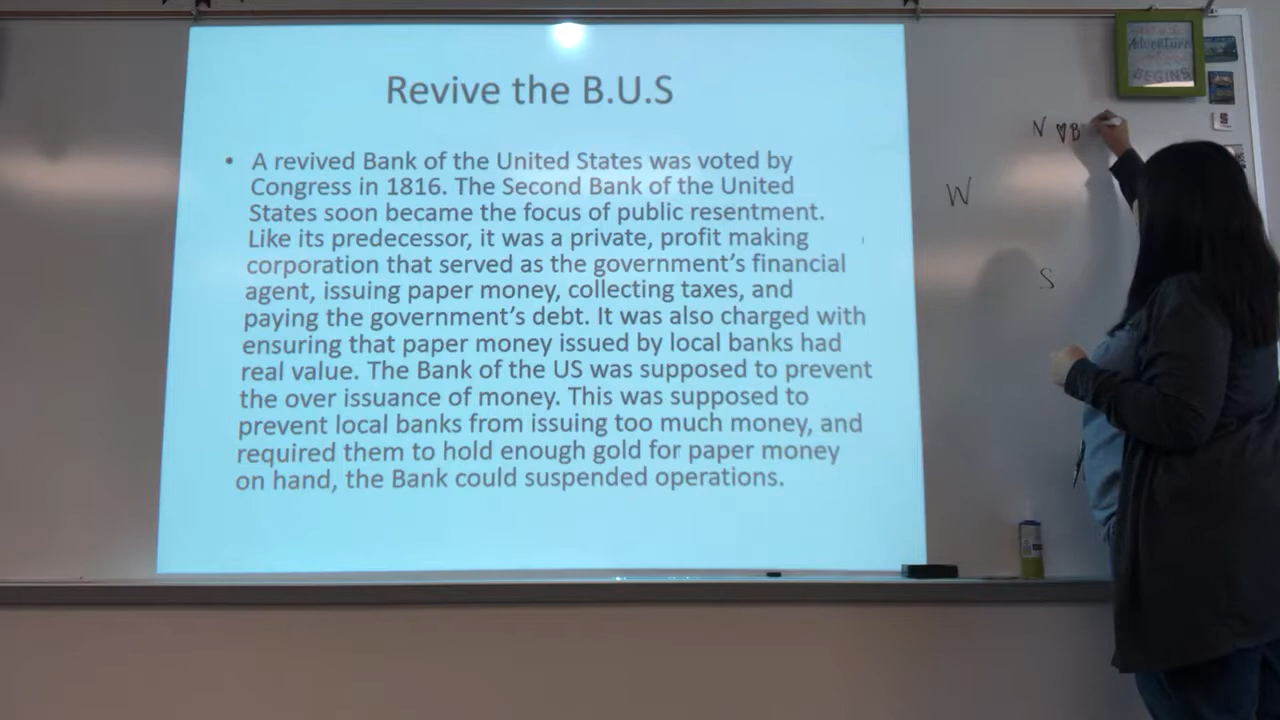 Revive the B.U.S
• A revived Bank of the United States was voted by
Congress in 1816. The Second Bank of the United
States soon became the focus of public resentment.
Like its predecessor, it was a private, profit making
corporation that served as the government's financial
agent, issuing paper money, collecting taxes, and
paying the government's debt. It was also charged with
ensuring that paper money issued by local banks had
real value. The Bank of the US was supposed to prevent
the over issuance of money. This was supposed to
prevent local banks from issuing too much money, and
required them to hold enough gold for paper money
on hand, the Bank could suspended operations.
N ♥B
W
S
Adventure
BEGINS